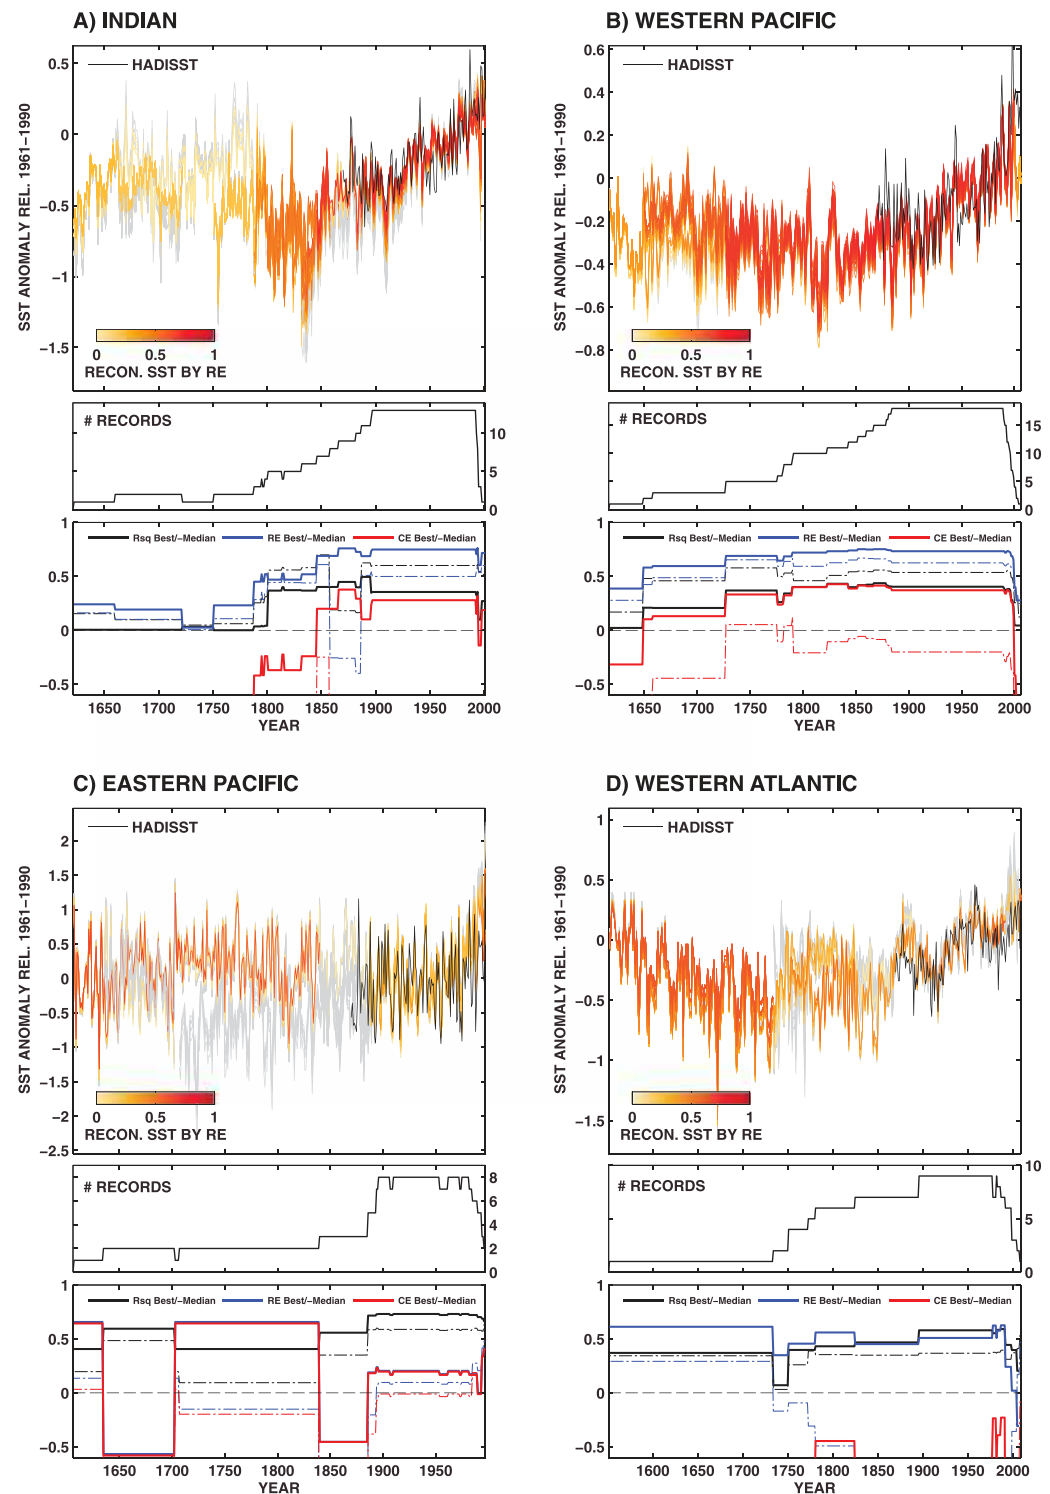 A) INDIAN
HADISST
SST ANOMALY REL. 1961–1990
0.5
0
−0.5
−1
−1.5
0 0.5 1
RECON. SST BY RE
# RECORDS
10
5
0
Rsq Best/–Median RE Best/–Median CE Best/–Median
1
0.5
0
−0.5
1650 1700 1750 1800 1850 1900 1950 2000
YEAR
B) WESTERN PACIFIC
HADISST
SST ANOMALY REL. 1961–1990
0.6
0.4
0.2
0
−0.2
−0.4
−0.6
−0.8
0 0.5 1
RECON. SST BY RE
# RECORDS
15
10
5
0
Rsq Best/–Median RE Best/–Median CE Best/–Median
1
0.5
0
−0.5
1650 1700 1750 1800 1850 1900 1950 2000
YEAR
C) EASTERN PACIFIC
HADISST
SST ANOMALY REL. 1961–1990
2
1.5
1
0.5
0
−0.5
−1
−1.5
−2
−2.5
0 0.5 1
RECON. SST BY RE
# RECORDS
8
6
4
2
0
Rsq Best/–Median RE Best/–Median CE Best/–Median
1
0.5
0
−0.5
1650 1700 1750 1800 1850 1900 1950
YEAR
D) WESTERN ATLANTIC
HADISST
SST ANOMALY REL. 1961–1990
1
0.5
0
−0.5
−1
−1.5
0 0.5 1
RECON. SST BY RE
# RECORDS
10
5
0
Rsq Best/–Median RE Best/–Median CE Best/–Median
1
0.5
0
−0.5
1600 1650 1700 1750 1800 1850 1900 1950 2000
YEAR